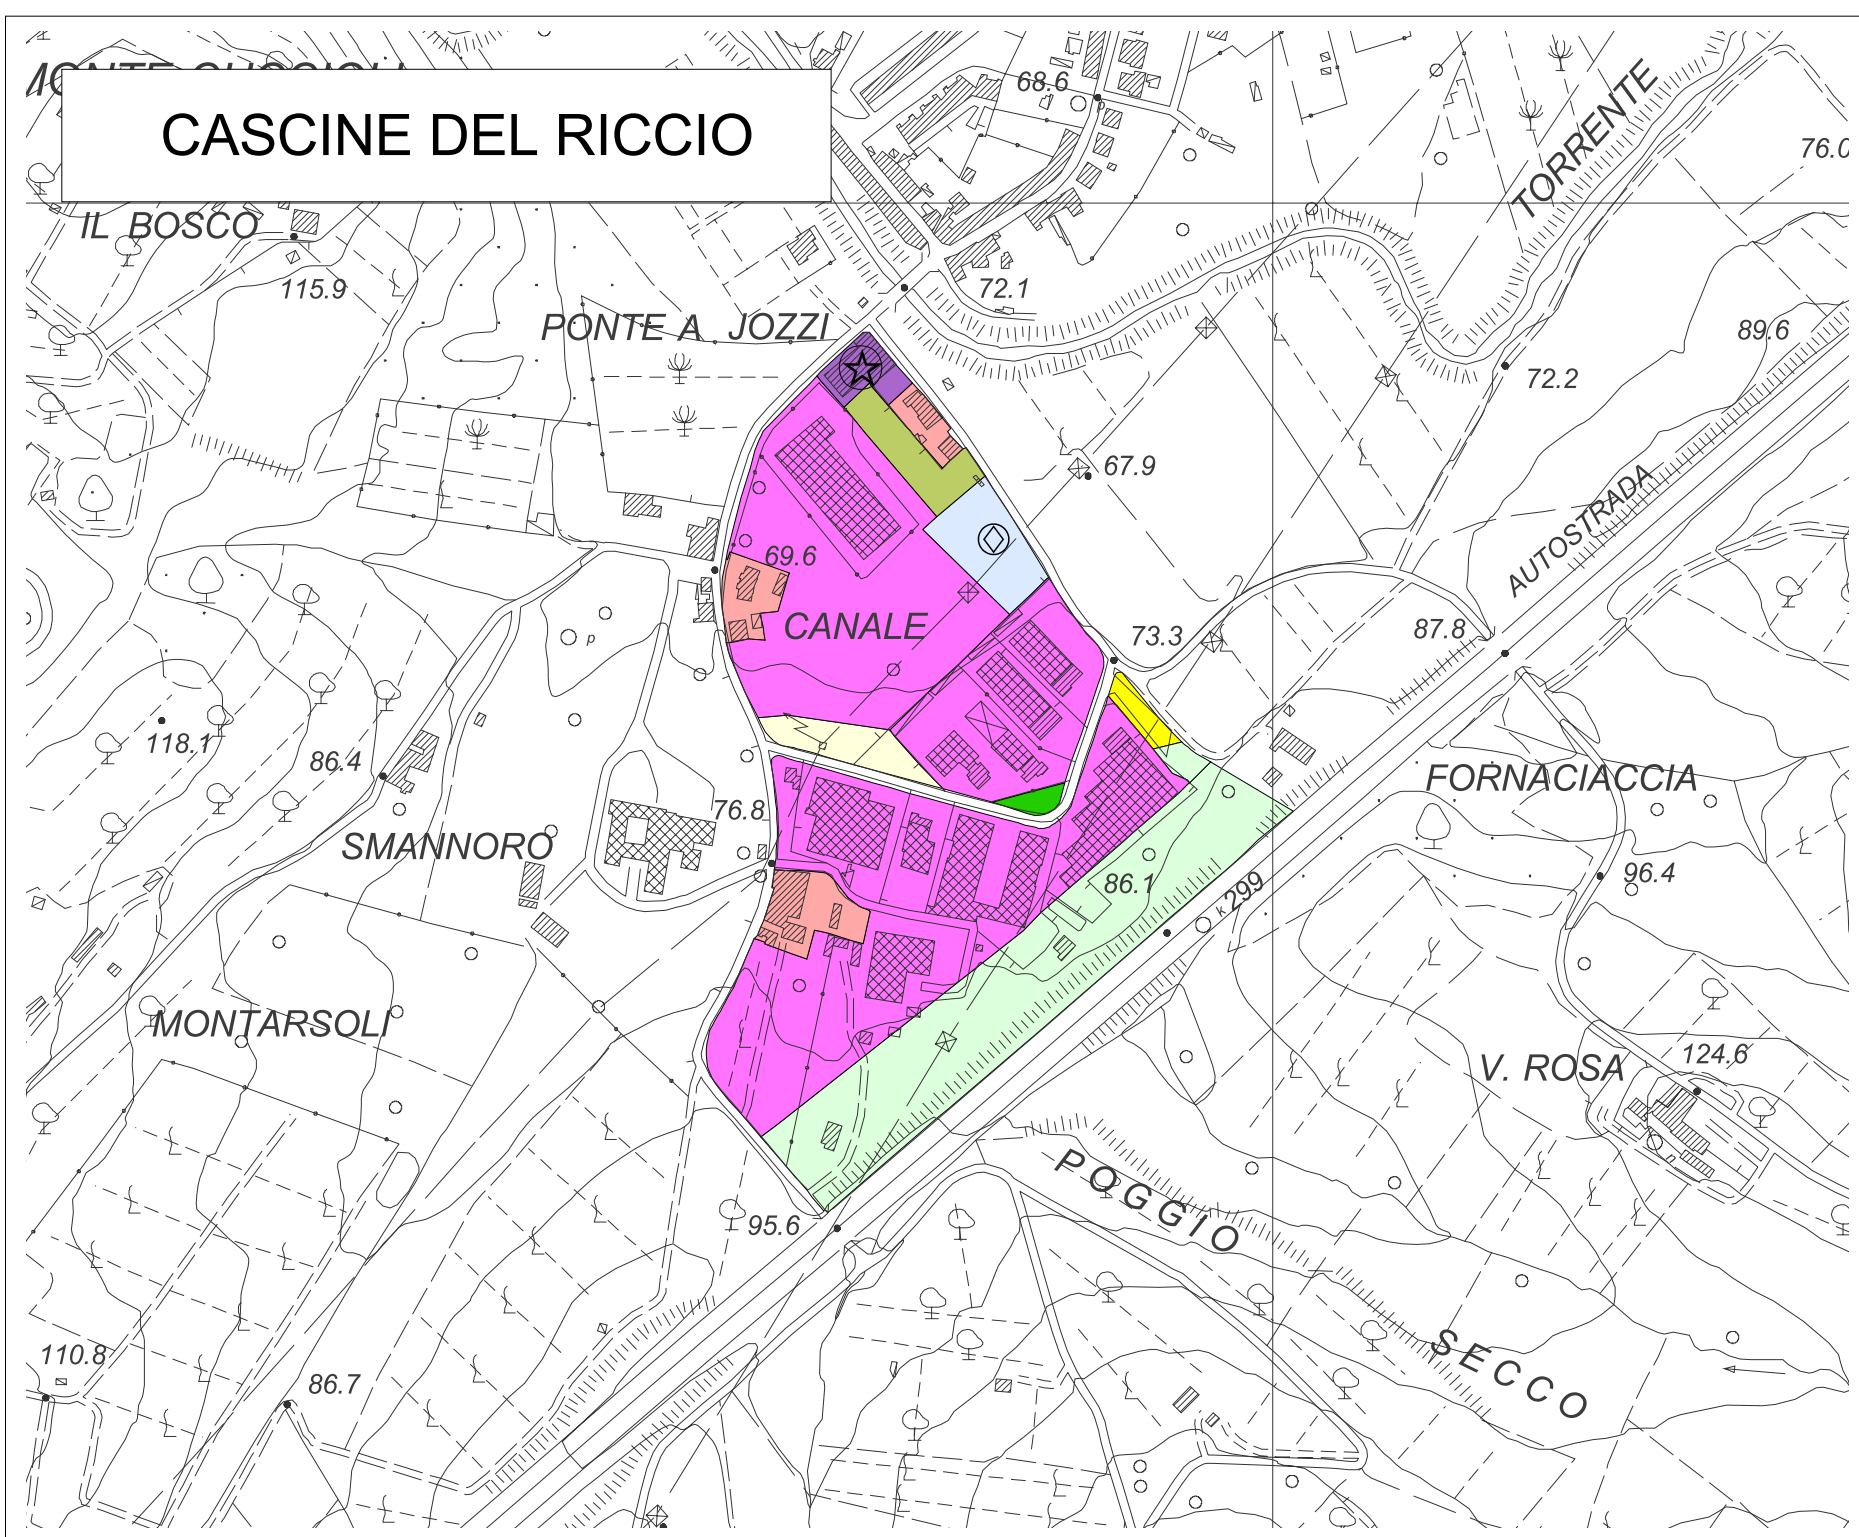 CASCINE DEL RICCIO
68.6
p
TORRENTE
76.0
IL BOSCO
115.9
72.1
PONTE A JOZZI
89.6
72.2
67.9
AUTOSTRADA
69.6
CANALE
73.3
87.8
p
118.1
86.4
76.8
FORNACIACCIA
SMANNORO
86.1
k 299
96.4
MONTARSOLI
V. ROSA
124.6
POGGIO
95.6
SECCO
110.8
86.7